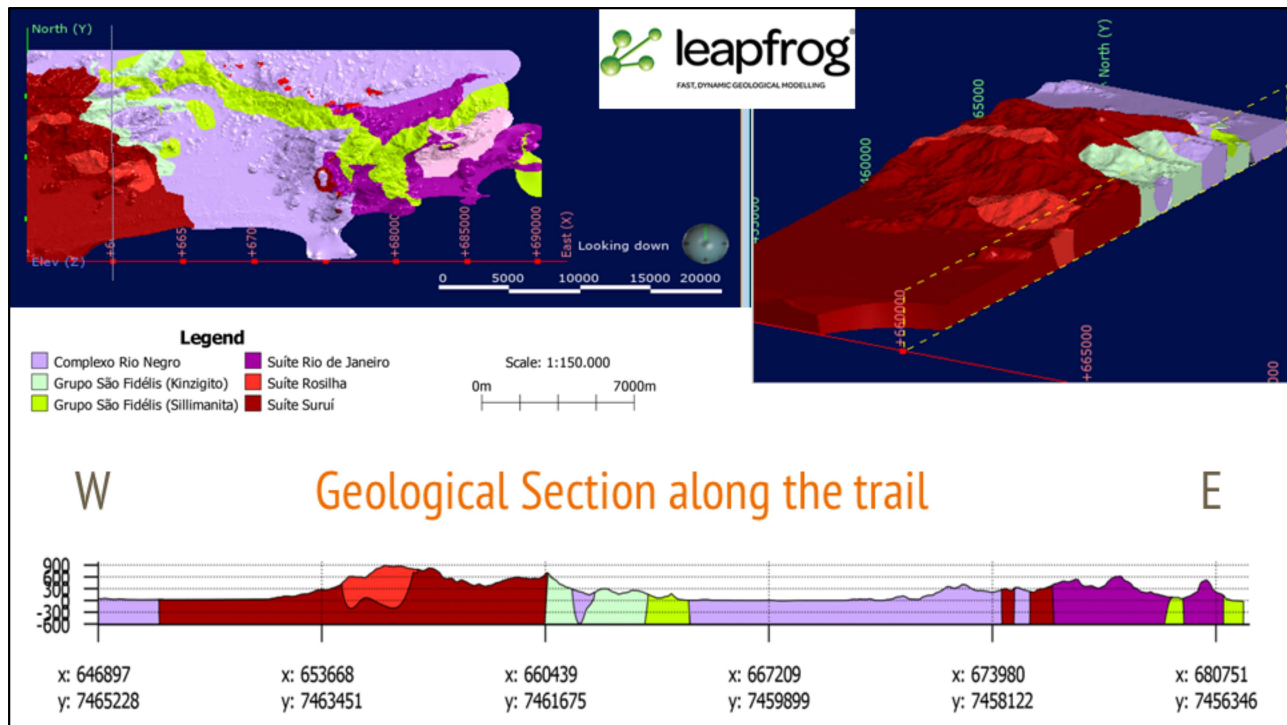 North (Y)
Elev (Z)
+665
+670
+680000
+685000
+690000
East (X)
Looking down
0 5000 10000 15000 20000
leapfrog
FAST, DYNAMIC GEOLOGICAL MODELLING
North (Y)
+660000
+665000
Legend
Complexo Rio Negro
Grupo São Fidélis (Kinzigito)
Grupo São Fidélis (Sillimanita)
Suíte Rio de Janeiro
Suíte Rosilha
Suíte Suruí
Scale: 1:150.000
0m 7000m
W Geological Section along the trail E
900
600
300
-300
-600
x: 646897 x: 653668 x: 660439 x: 667209 x: 673980 x: 680751
y: 7465228 y: 7463451 y: 7461675 y: 7459899 y: 7458122 y: 7456346